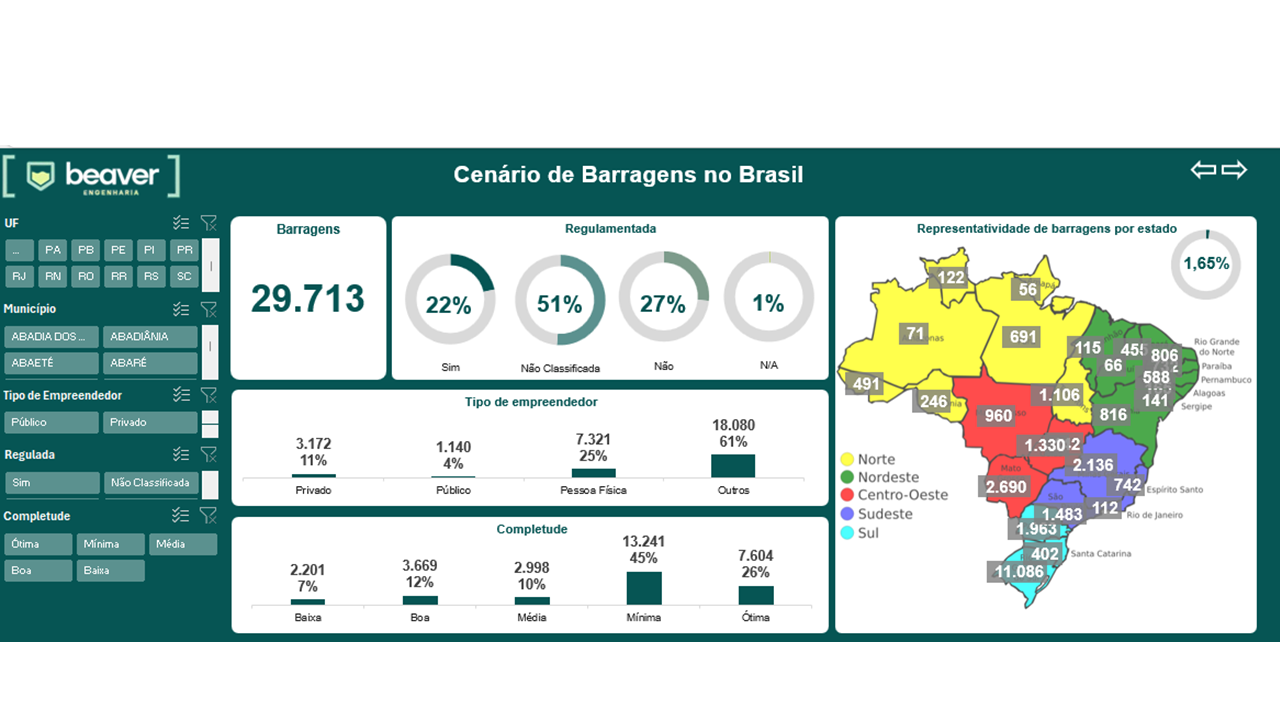 beaver
ENGENHARIA
Cenário de Barragens no Brasil
UF
... PA PB PE PI PR
RJ RN RO RR RS SC
Município
ABADIA DOS ... ABADIÂNIA
ABAETÉ ABARÉ
Tipo de Empreendedor
Público Privado
Regulada
Sim Não Classificada
Completude
Ótima Mínima Média
Boa Baixa
Barragens
29.713
Regulamentada
22% 51% 27% 1%
Sim Não Classificada Não N/A
Tipo de empreendedor
3.172 1.140 7.321 18.080
11% 4% 25% 61%
Privado Público Pessoa Física Outros
Completude
2.201 3.669 2.998 13.241 7.604
7% 12% 10% 45% 26%
Baixa Boa Média Mínima Ótima
Representatividade de barragens por estado
1,65%
122
56
71
691
115
806
66
588
491
246
1.106
141
960
816
1.330
2.136
Mato
2.690
742
São
1.483
112
1.963
402
11.086
Rio Grande
do Norte
Paraíba
Pernambuco
Alagoas
Sergipe
Espírito Santo
Rio de Janeiro
Santa Catarina
Norte
Nordeste
Centro-Oeste
Sudeste
Sul